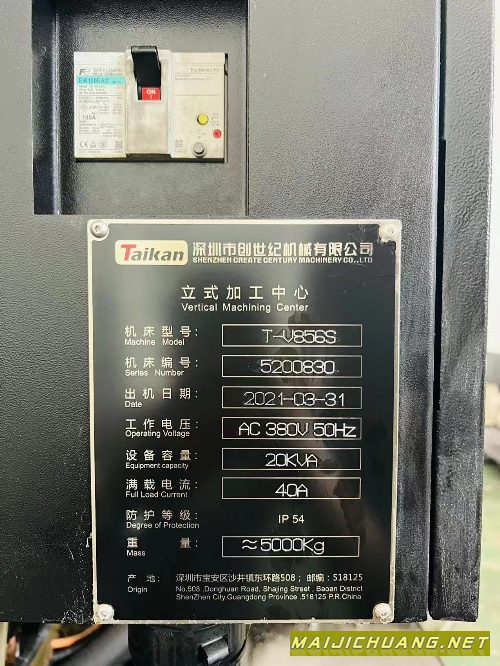 EARTH LEAKAGE
CIRCUIT BREAKER
EW100EAG
100A
ON
I
Taikan 深圳市创世纪机械有限公司
SHENZHEN CREATE CENTURY MACHINERY CO., LTD
立式加工中心
Vertical Machining Center
机床型号: T-V856S
Machine Model
机床编号: 5200830
Series Number
出机日期: 2021-03-31
Date
工作电压: AC 380V 50Hz
Operating Voltage
设备容量: 20KVA
Equipment capacity
满载电流: 40A
Full Load Current
防护等级: IP 54
Degree of Protection
重量: ≈5000Kg
Mass
产地: 深圳市宝安区沙井镇东环路508; 邮编: 518125
Origin No.508 ,Donghuan Road, Shajing Street , Baoan District
ShenZhen City,Guangdong Province .518125 P.R.China
MAIJICHUANG.NET